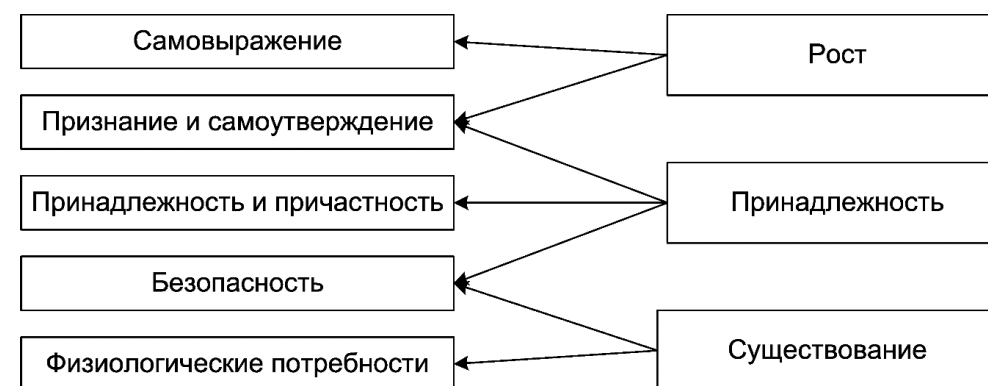 Самовыражение
Признание и самоутверждение
Принадлежность и причастность
Безопасность
Физиологические потребности
Рост
Принадлежность
Существование